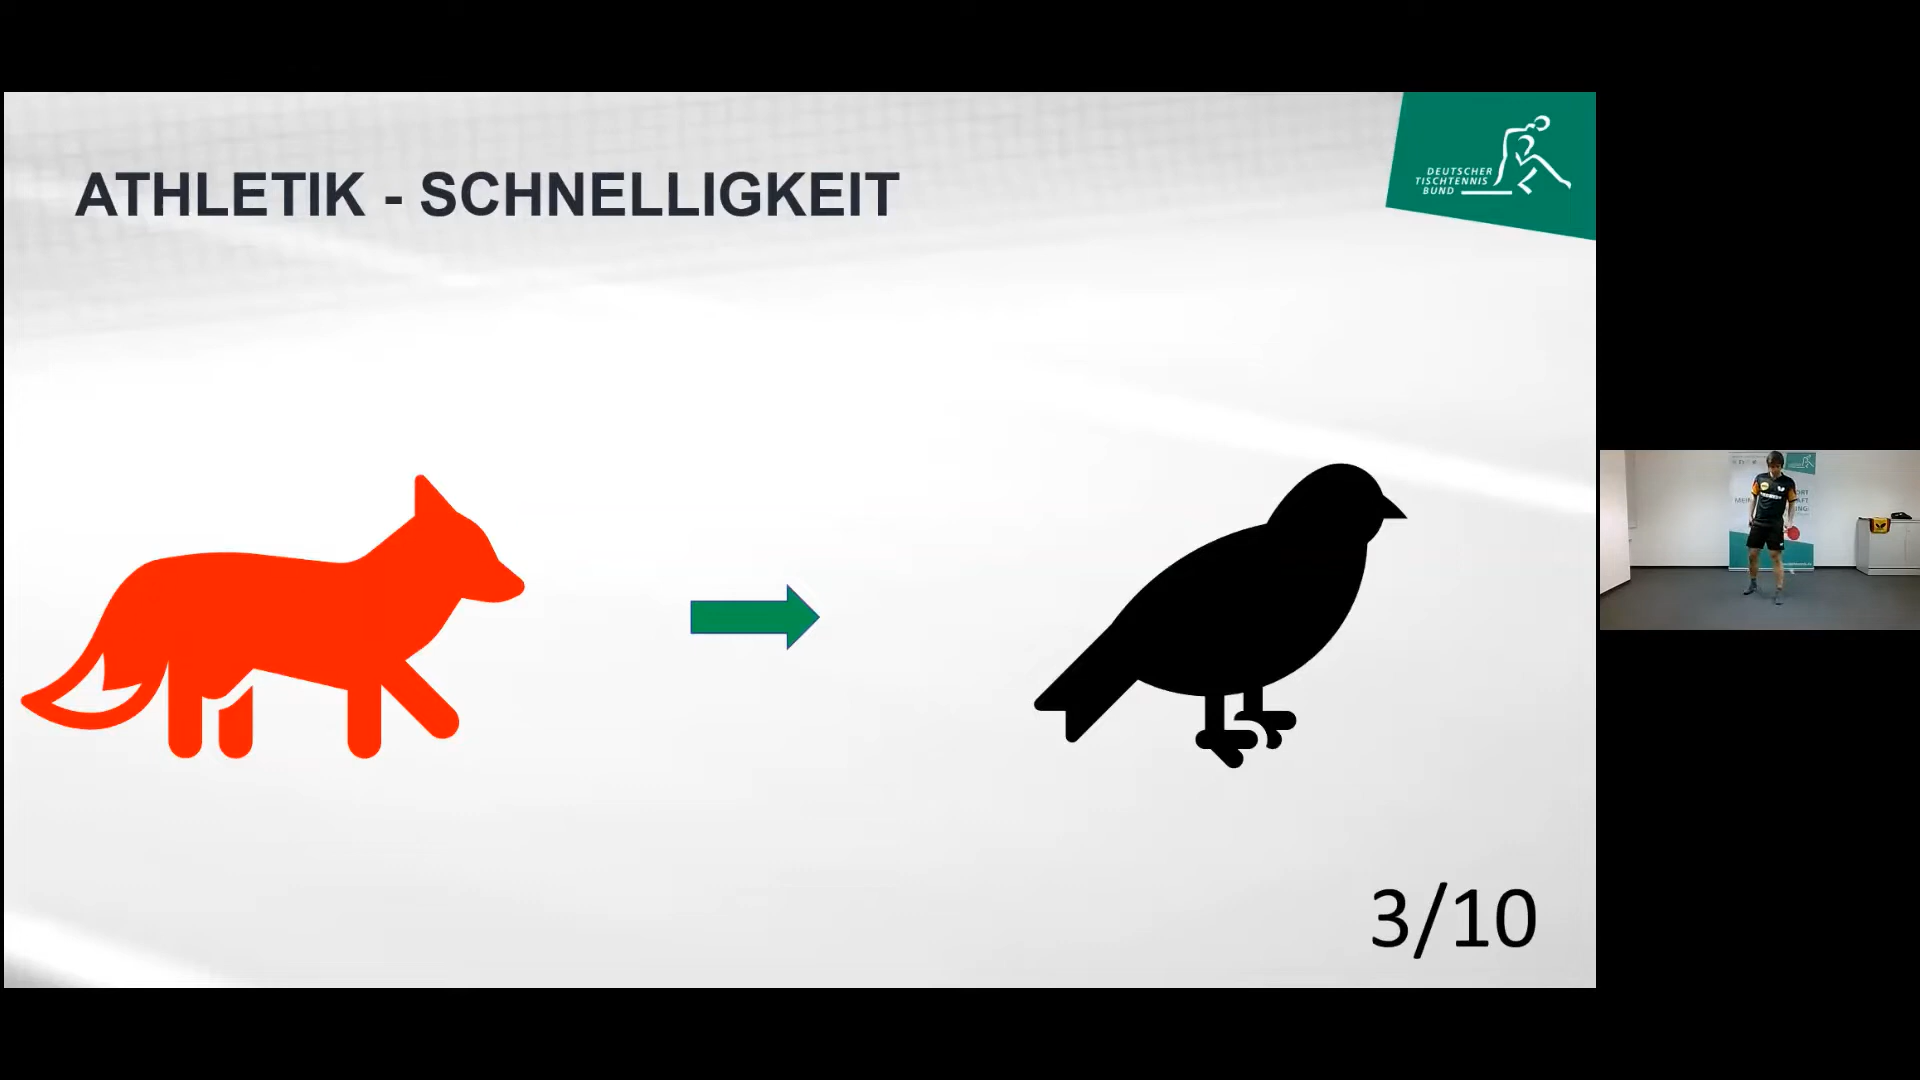 ATHLETIK - SCHNELLIGKEIT
DEUTSCHER
TISCHTENNIS
BUND
3/10